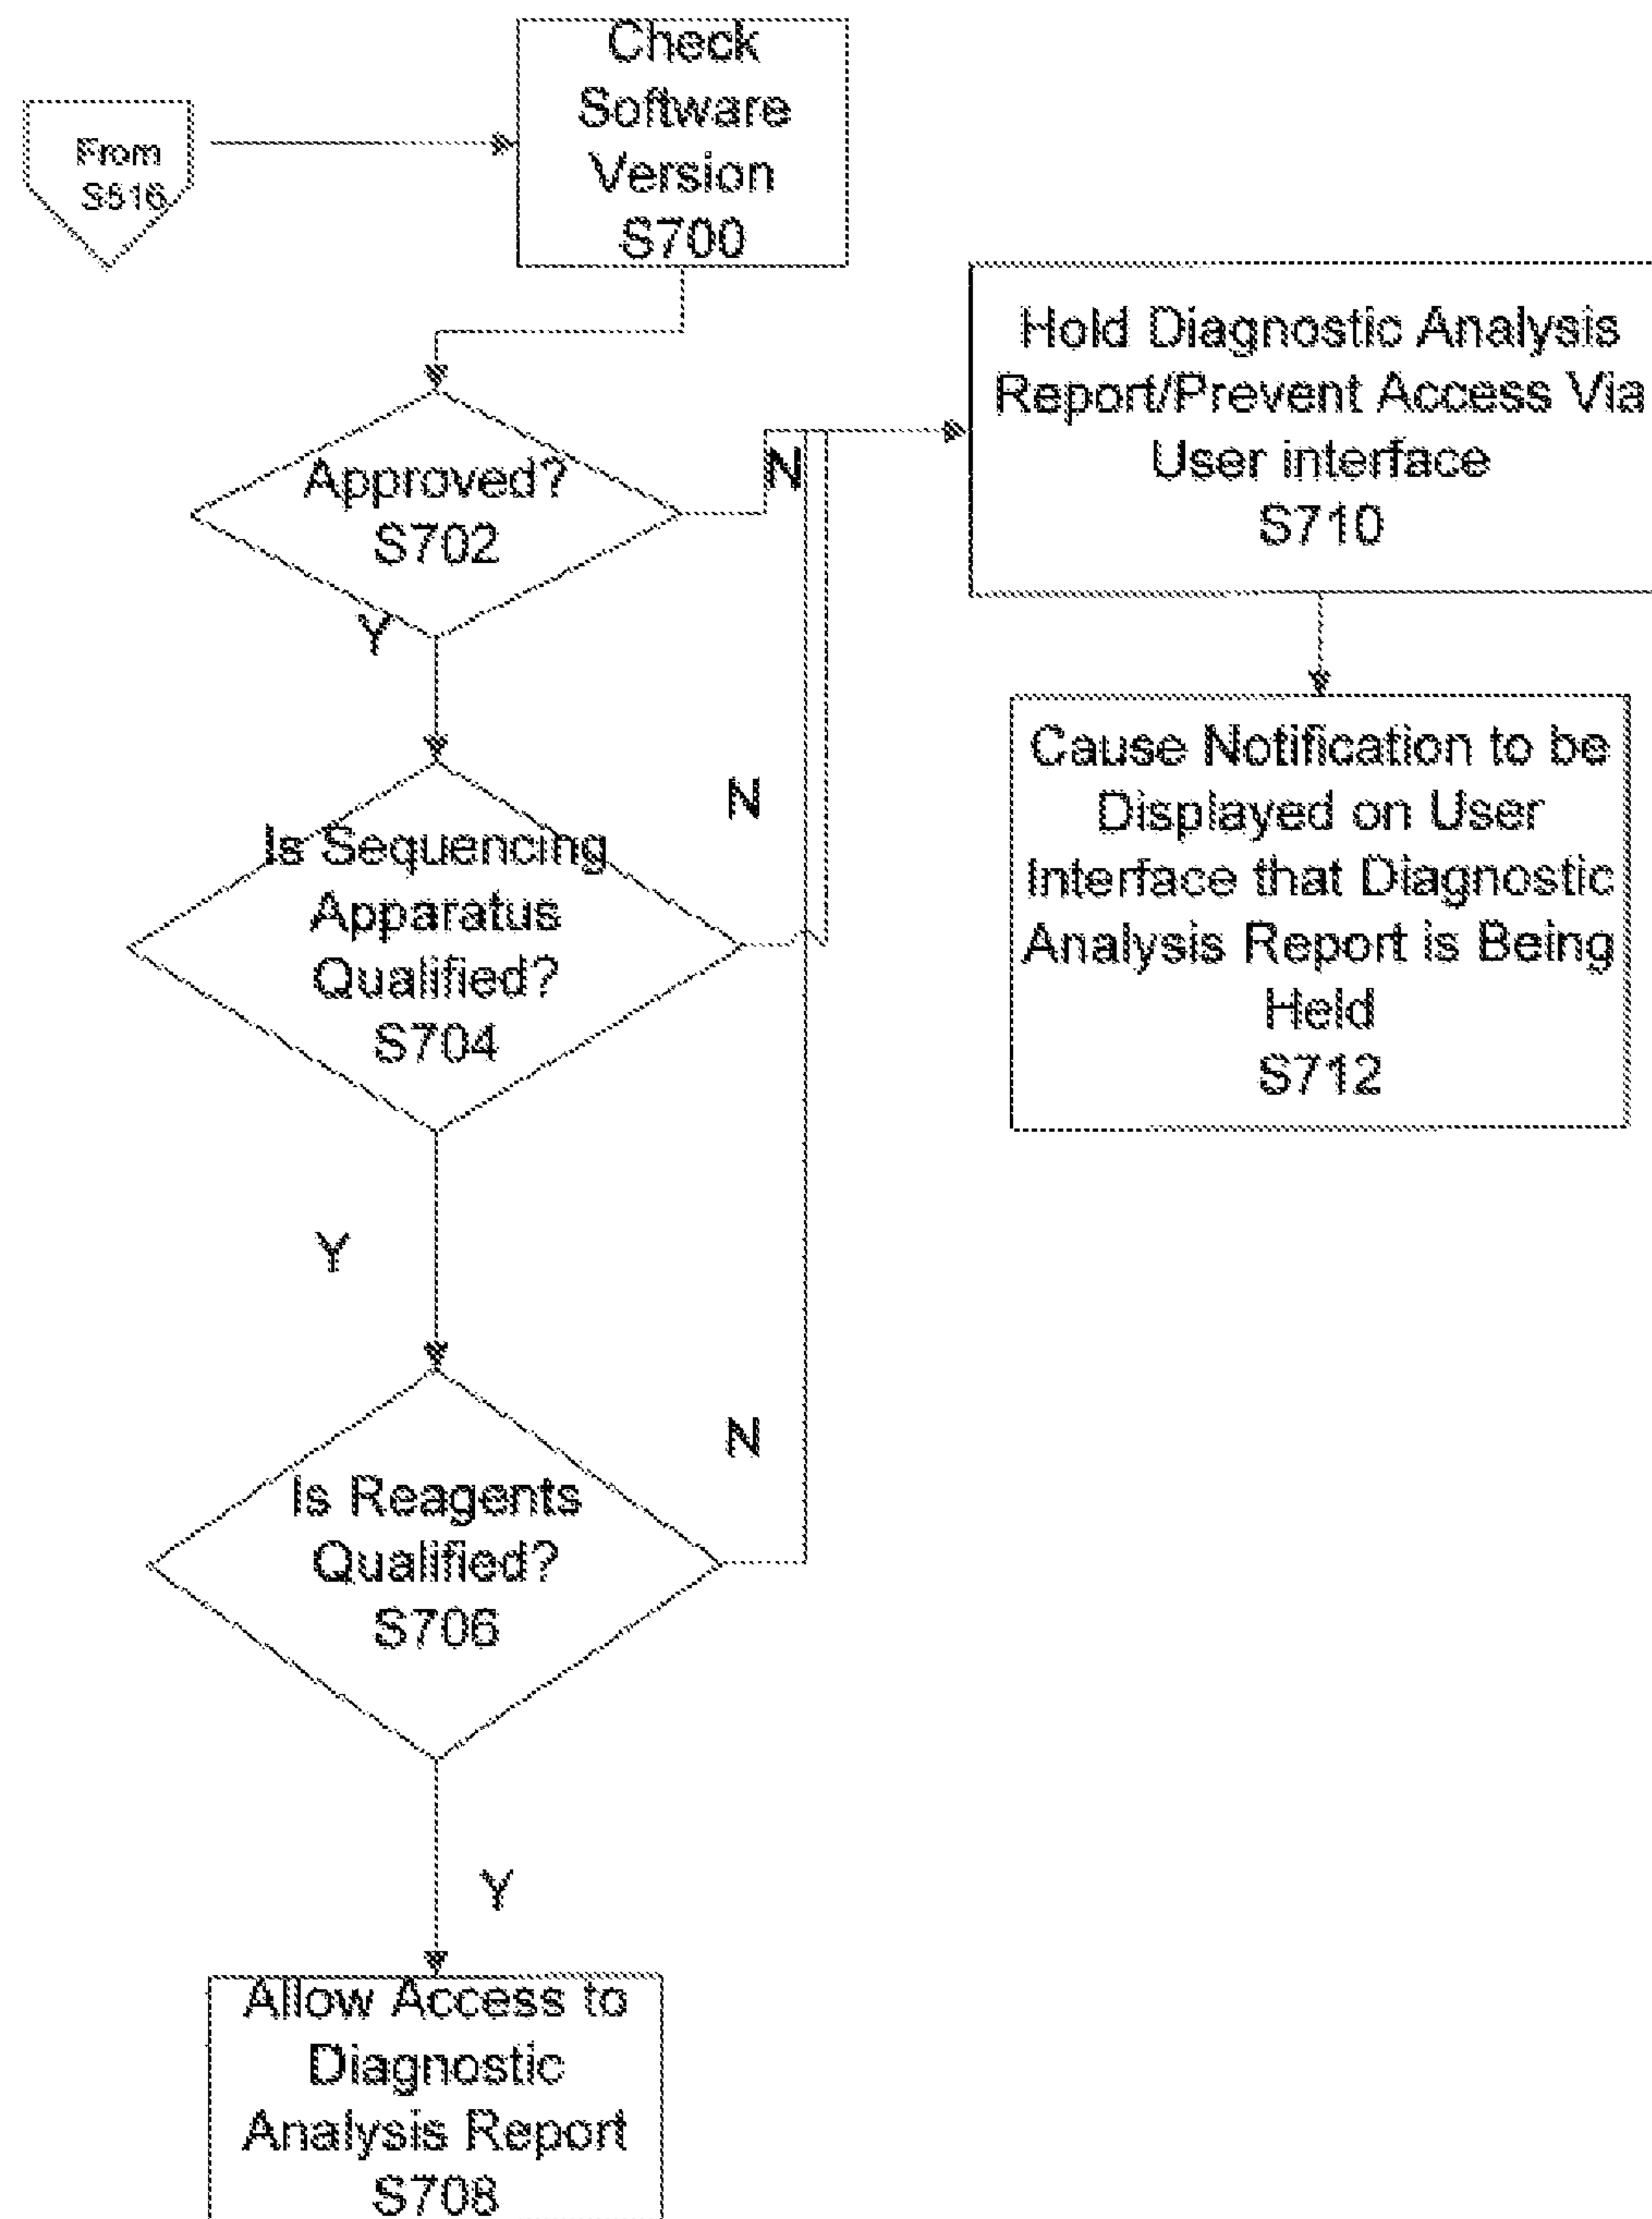 Check
Software
Version
S700
From
S516
Approved?
S702
N
Y
Hold Diagnostic Analysis
Report/Prevent Access Via
User interface
S710
Is Sequencing
Apparatus
Qualified?
S704
N
Y
Cause Notification to be
Displayed on User
Interface that Diagnostic
Analysis Report is Being
Held
S712
Is Reagents
Qualified?
S706
N
Y
Allow Access to
Diagnostic
Analysis Report
S708